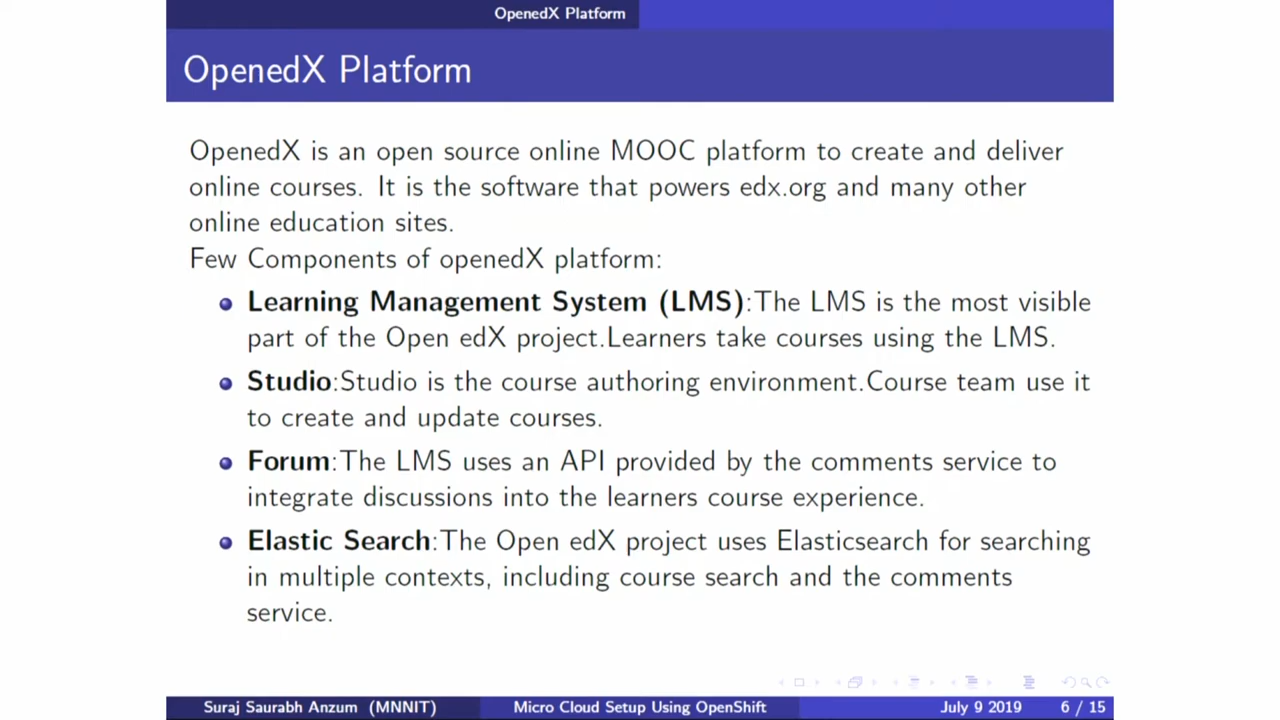 OpenedX Platform
OpenedX Platform
OpenedX is an open source online MOOC platform to create and deliver
online courses. It is the software that powers edx.org and many other
online education sites.
Few Components of openedX platform:
Learning Management System (LMS):The LMS is the most visible
part of the Open edX project.Learners take courses using the LMS.
Studio:Studio is the course authoring environment.Course team use it
to create and update courses.
Forum:The LMS uses an API provided by the comments service to
integrate discussions into the learners course experience.
Elastic Search:The Open edX project uses Elasticsearch for searching
in multiple contexts, including course search and the comments
service.
Suraj Saurabh Anzum (MNNIT) Micro Cloud Setup Using OpenShift July 9 2019 6 / 15